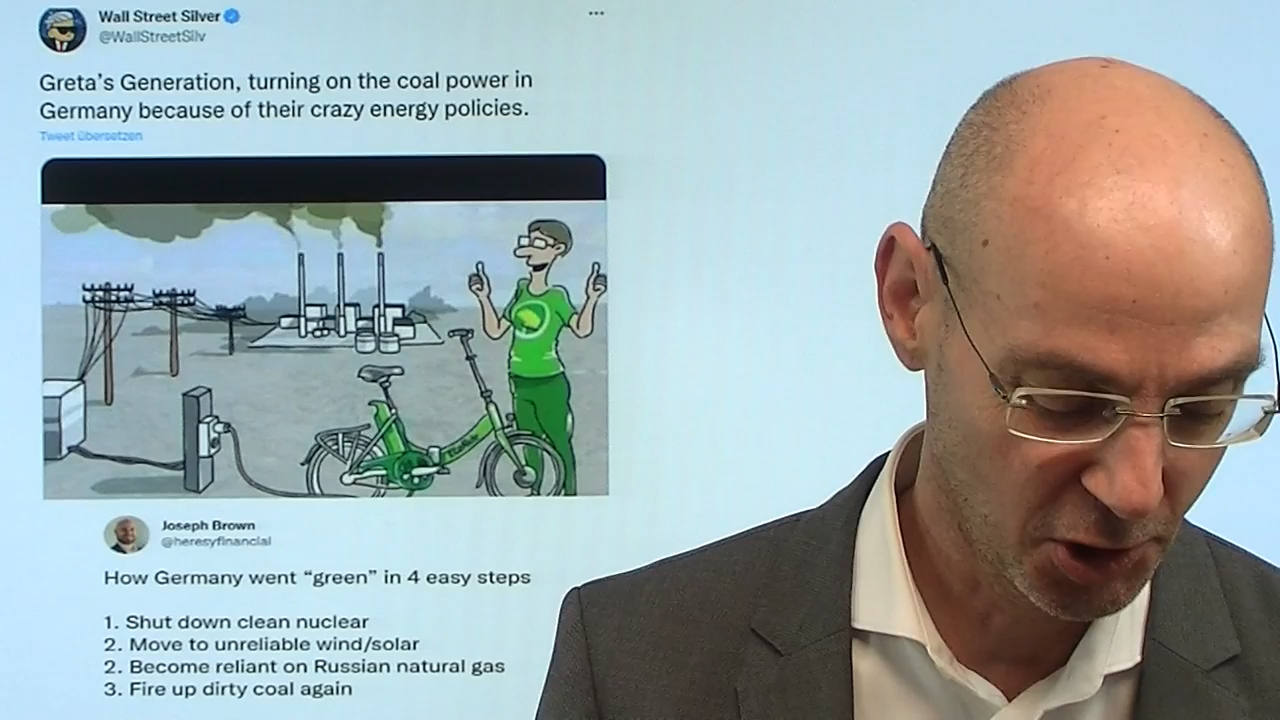 Wall Street Silver
@WallStreetSilv
Greta's Generation, turning on the coal power in
Germany because of their crazy energy policies.
Tweet übersetzen
Joseph Brown
@heresyfinancial
How Germany went “green” in 4 easy steps
1. Shut down clean nuclear
2. Move to unreliable wind/solar
2. Become reliant on Russian natural gas
3. Fire up dirty coal again